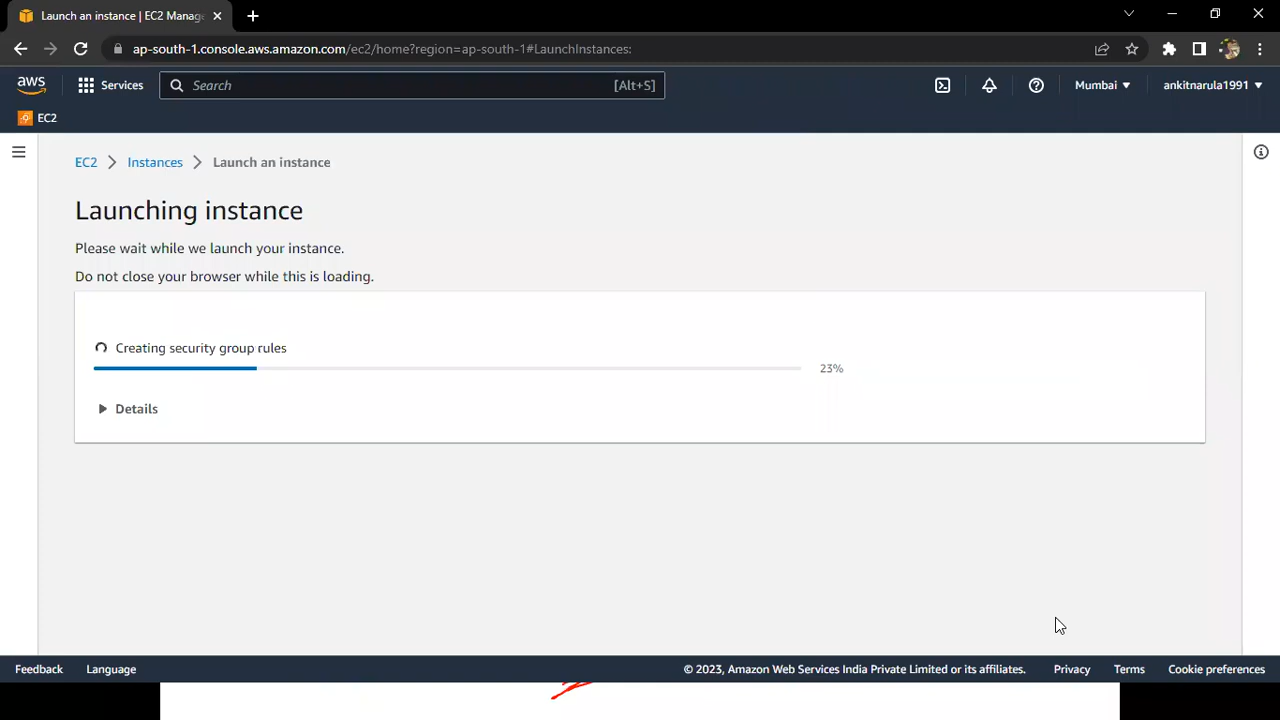 Launch an instance | EC2 Manag
ap-south-1.console.aws.amazon.com/ec2/home?region=ap-south-1#LaunchInstances:
aws
Services
Search
[Alt+S]
Mumbai
ankitnarula1991
EC2
EC2 > Instances > Launch an instance
Launching instance
Please wait while we launch your instance.
Do not close your browser while this is loading.
Creating security group rules
23%
Details
Feedback
Language
© 2023, Amazon Web Services India Private Limited or its affiliates.
Privacy
Terms
Cookie preferences